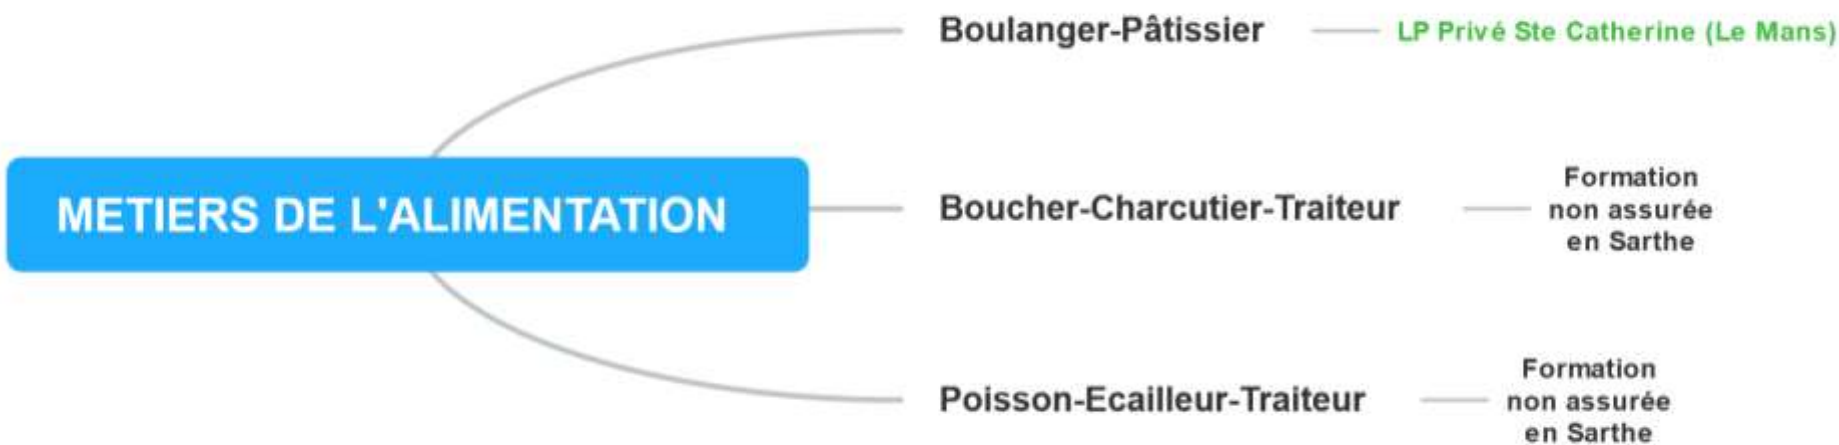 Boulanger-Pâtissier
LP Privé Ste Catherine (Le Mans)
METIERS DE L'ALIMENTATION
Boucher-Charcutier-Traiteur
Formation
non assurée
en Sarthe
Poisson-Ecailleur-Traiteur
Formation
non assurée
en Sarthe